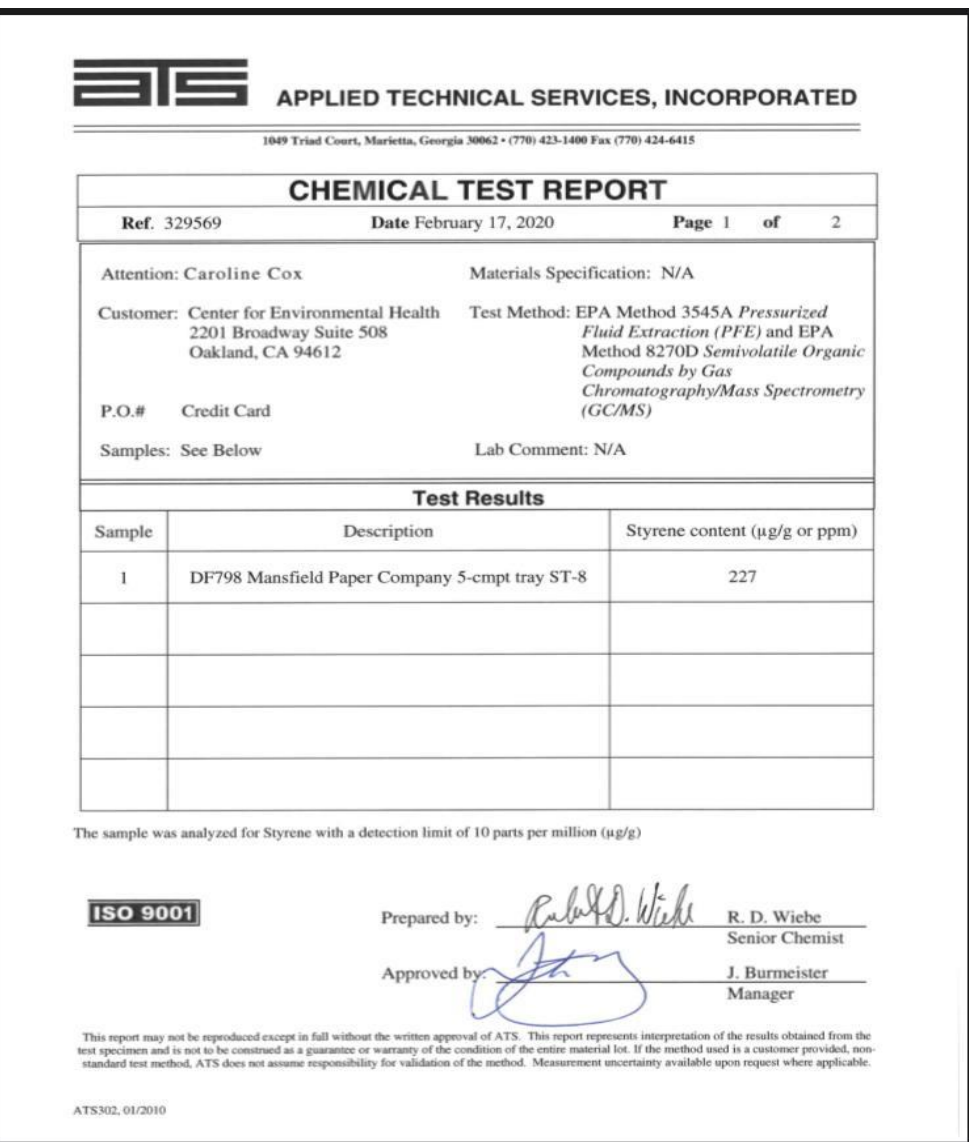 ATS APPLIED TECHNICAL SERVICES, INCORPORATED
1049 Triad Court, Marietta, Georgia 30062 • (770) 423-1400 Fax (770) 424-6415
CHEMICAL TEST REPORT
Ref. 329569 Date February 17, 2020 Page 1 of 2
Attention: Caroline Cox
Materials Specification: N/A
Customer: Center for Environmental Health
2201 Broadway Suite 508
Oakland, CA 94612
Test Method: EPA Method 3545A Pressurized
Fluid Extraction (PFE) and EPA
Method 8270D Semivolatile Organic
Compounds by Gas
Chromatography/Mass Spectrometry
(GC/MS)
P.O.# Credit Card
Samples: See Below
Lab Comment: N/A
Test Results
Sample Description Styrene content (µg/g or ppm)
1 DF798 Mansfield Paper Company 5-cmpt tray ST-8 227
The sample was analyzed for Styrene with a detection limit of 10 parts per million (µg/g)
ISO 9001
Prepared by: R. D. Wiebe
Senior Chemist
Approved by: J. Burmeister
Manager
This report may not be reproduced except in full without the written approval of ATS. This report represents interpretation of the results obtained from the
test specimen and is not to be construed as a guarantee or warranty of the condition of the entire material lot. If the method used is a customer provided, non-
standard test method, ATS does not assume responsibility for validation of the method. Measurement uncertainty available upon request where applicable.
ATS302, 01/2010